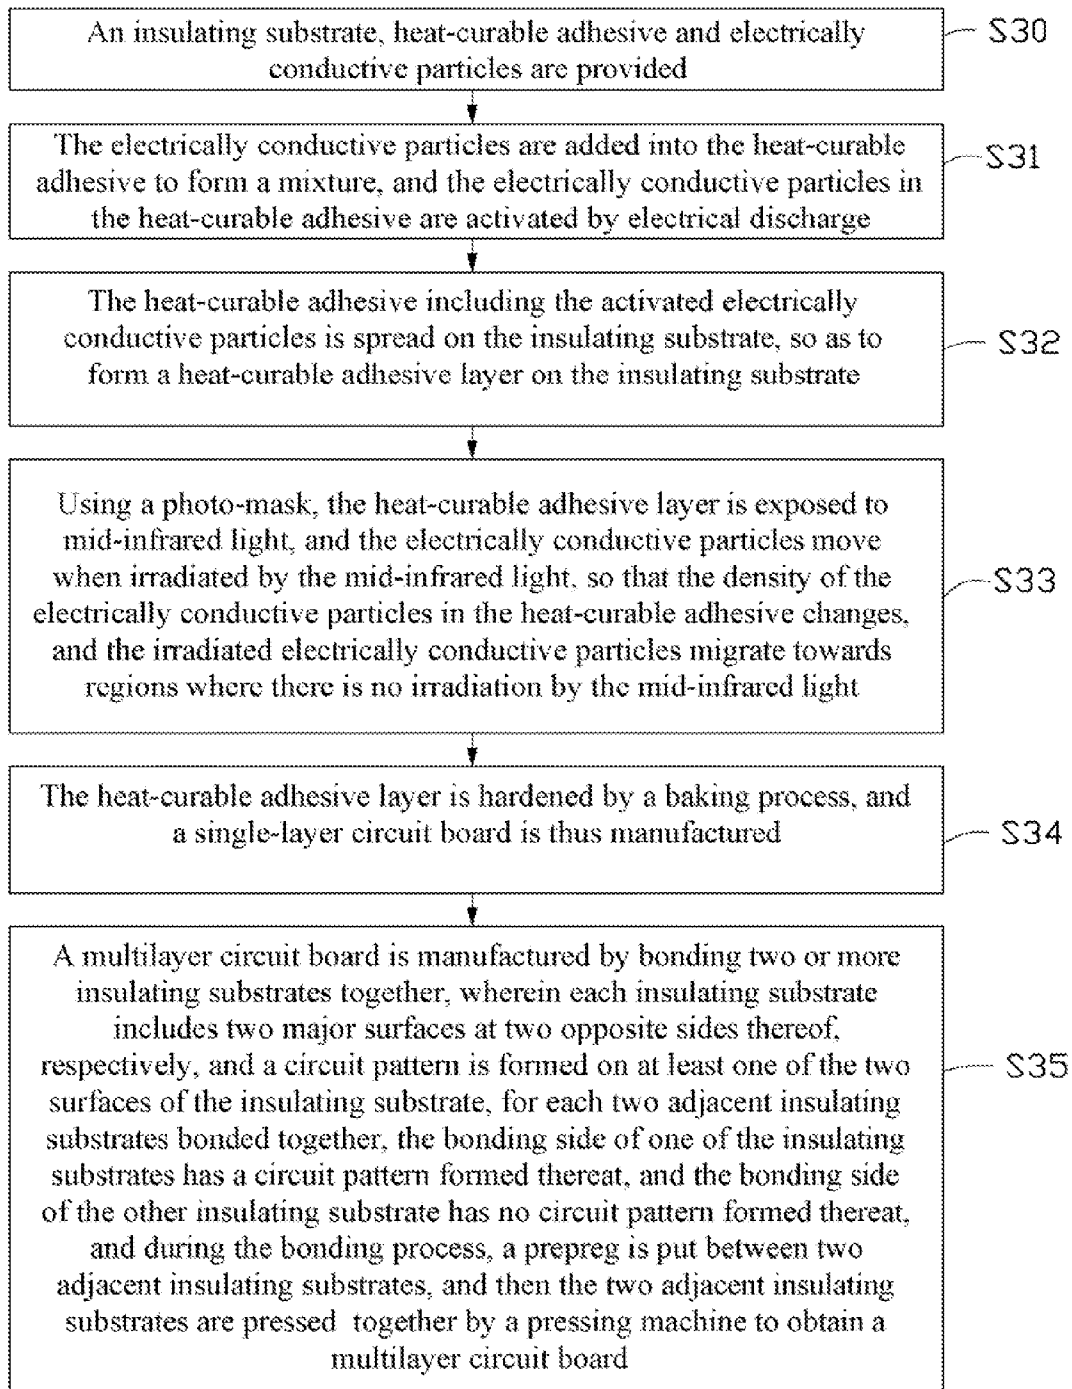 An insulating substrate, heat-curable adhesive and electrically
conductive particles are provided
S30
The electrically conductive particles are added into the heat-curable
adhesive to form a mixture, and the electrically conductive particles in
the heat-curable adhesive are activated by electrical discharge
S31
The heat-curable adhesive including the activated electrically
conductive particles is spread on the insulating substrate, so as to
form a heat-curable adhesive layer on the insulating substrate
S32
Using a photo-mask, the heat-curable adhesive layer is exposed to
mid-infrared light, and the electrically conductive particles move
when irradiated by the mid-infrared light, so that the density of the
electrically conductive particles in the heat-curable adhesive changes,
and the irradiated electrically conductive particles migrate towards
regions where there is no irradiation by the mid-infrared light
S33
The heat-curable adhesive layer is hardened by a baking process, and
a single-layer circuit board is thus manufactured
S34
A multilayer circuit board is manufactured by bonding two or more
insulating substrates together, wherein each insulating substrate
includes two major surfaces at two opposite sides thereof,
respectively, and a circuit pattern is formed on at least one of the two
surfaces of the insulating substrate, for each two adjacent insulating
substrates bonded together, the bonding side of one of the insulating
substrates has a circuit pattern formed thereat, and the bonding side
of the other insulating substrate has no circuit pattern formed thereat,
and during the bonding process, a prepreg is put between two
adjacent insulating substrates, and then the two adjacent insulating
substrates are pressed together by a pressing machine to obtain a
multilayer circuit board
S35